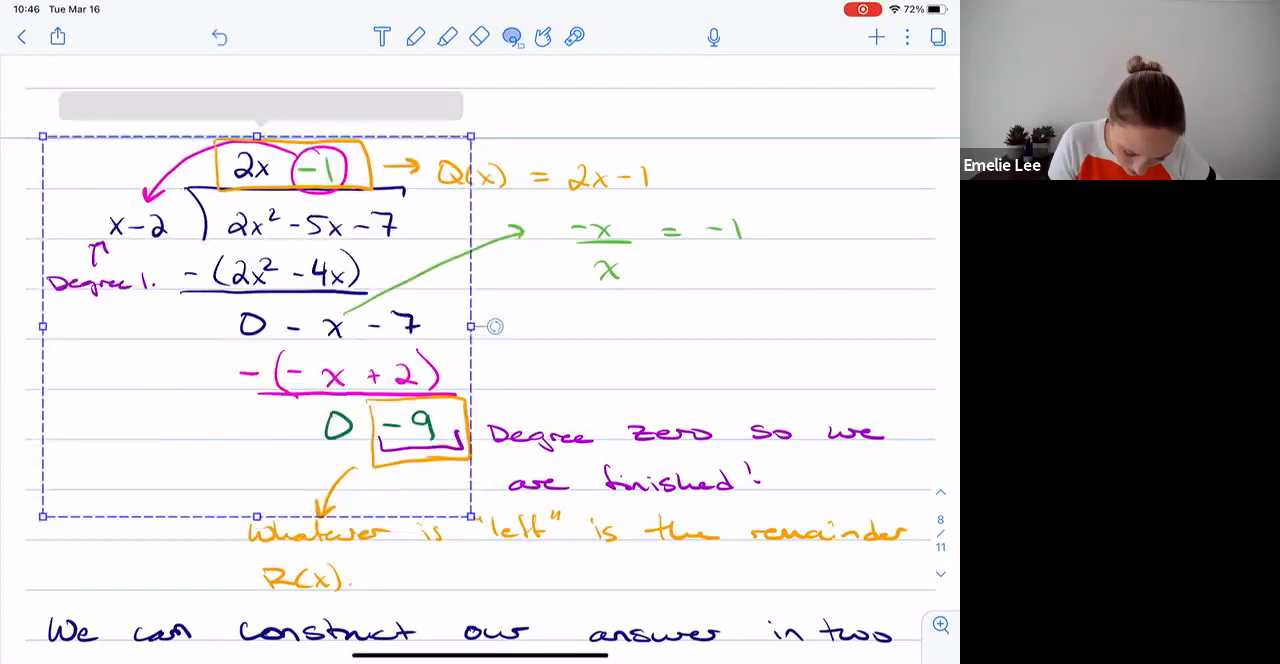 10:46 Tue Mar 16
72%
2x -1 → Q(x) = 2x-1
x-2 ) 2x² -5x -7
-x/x = -1
Degree 1. -(2x² -4x)
0 - x - 7
-(- x + 2)
0 -9 Degree zero so we
are finished!
Whatever is "left" is the remainder
R(x).
We can construct our answer in two
8
/
11
Emelie Lee